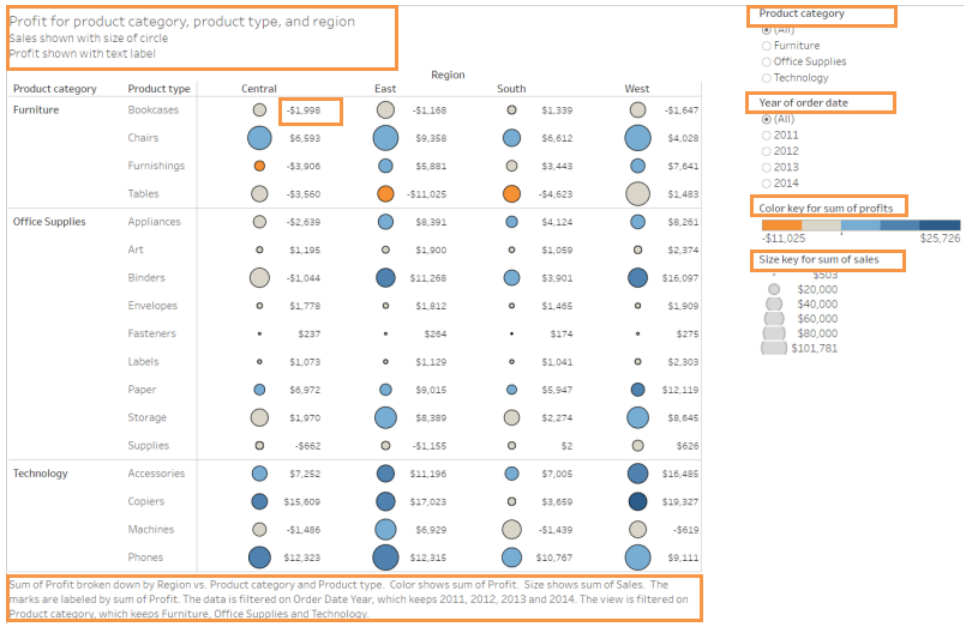 Profit for product category, product type, and region
Sales shown with size of circle
Profit shown with text label
Region
Product category Product type Central East South West
Furniture Bookcases -$1,998 -$1,168 $1,339 -$1,647
Chairs $6,593 $9,358 $6,612 $4,028
Furnishings -$3,906 $5,881 $3,443 $7,641
Tables -$3,560 -$11,025 -$4,623 $1,483
Office Supplies Appliances -$2,639 $8,391 $4,124 $8,261
Art $1,195 $1,900 $1,059 $2,374
Binders -$1,044 $11,268 $3,901 $16,097
Envelopes $1,778 $1,812 $1,465 $1,909
Fasteners $237 $264 $174 $275
Labels $1,073 $1,129 $1,041 $2,303
Paper $6,972 $9,015 $5,947 $12,119
Storage $1,970 $8,389 $2,274 $8,645
Supplies -$662 -$1,155 $2 $626
Technology Accessories $7,252 $11,196 $7,005 $16,485
Copiers $15,609 $17,023 $3,659 $19,327
Machines -$1,486 $6,929 -$1,439 -$619
Phones $12,323 $12,315 $10,767 $9,111
Sum of Profit broken down by Region vs. Product category and Product type. Color shows sum of Profit. Size shows sum of Sales. The
marks are labeled by sum of Profit. The data is filtered on Order Date Year, which keeps 2011, 2012, 2013 and 2014. The view is filtered on
Product category, which keeps Furniture, Office Supplies and Technology.
Product category
(All)
Furniture
Office Supplies
Technology
Year of order date
(All)
2011
2012
2013
2014
Color key for sum of profits
-$11,025 $25,726
Size key for sum of sales
$503
$20,000
$40,000
$60,000
$80,000
$101,781